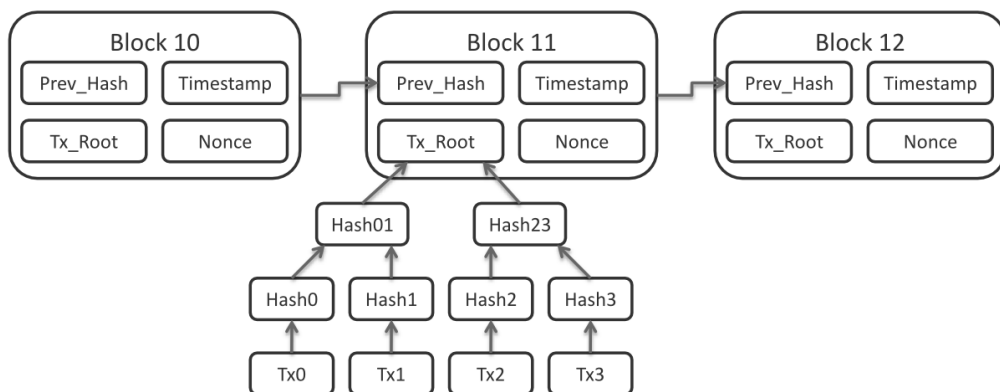 Block 10
Block 11
Block 12
Prev_Hash
Timestamp
Prev_Hash
Timestamp
Prev_Hash
Timestamp
Tx_Root
Nonce
Tx_Root
Nonce
Tx_Root
Nonce
Hash01
Hash23
Hash0
Hash1
Hash2
Hash3
Tx0
Tx1
Tx2
Tx3